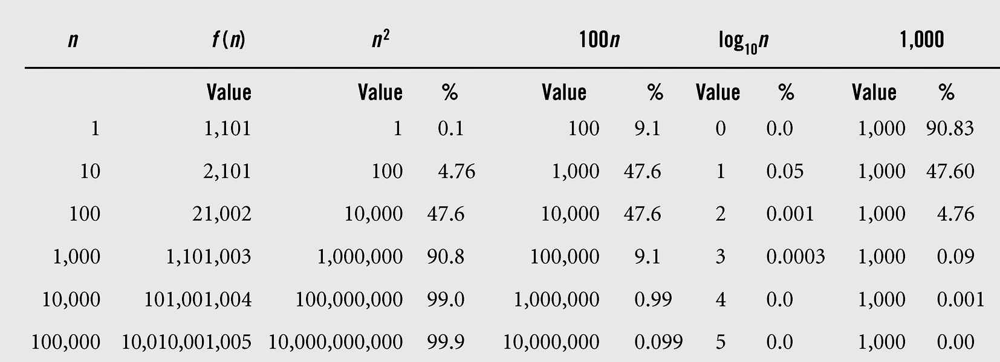 n f(n) n² 100n log₁₀n 1,000
Value Value % Value % Value % Value %
1 1,101 1 0.1 100 9.1 0 0.0 1,000 90.83
10 2,101 100 4.76 1,000 47.6 1 0.05 1,000 47.60
100 21,002 10,000 47.6 10,000 47.6 2 0.001 1,000 4.76
1,000 1,101,003 1,000,000 90.8 100,000 9.1 3 0.0003 1,000 0.09
10,000 101,001,004 100,000,000 99.0 1,000,000 0.99 4 0.0 1,000 0.001
100,000 10,010,001,005 10,000,000,000 99.9 10,000,000 0.099 5 0.0 1,000 0.00